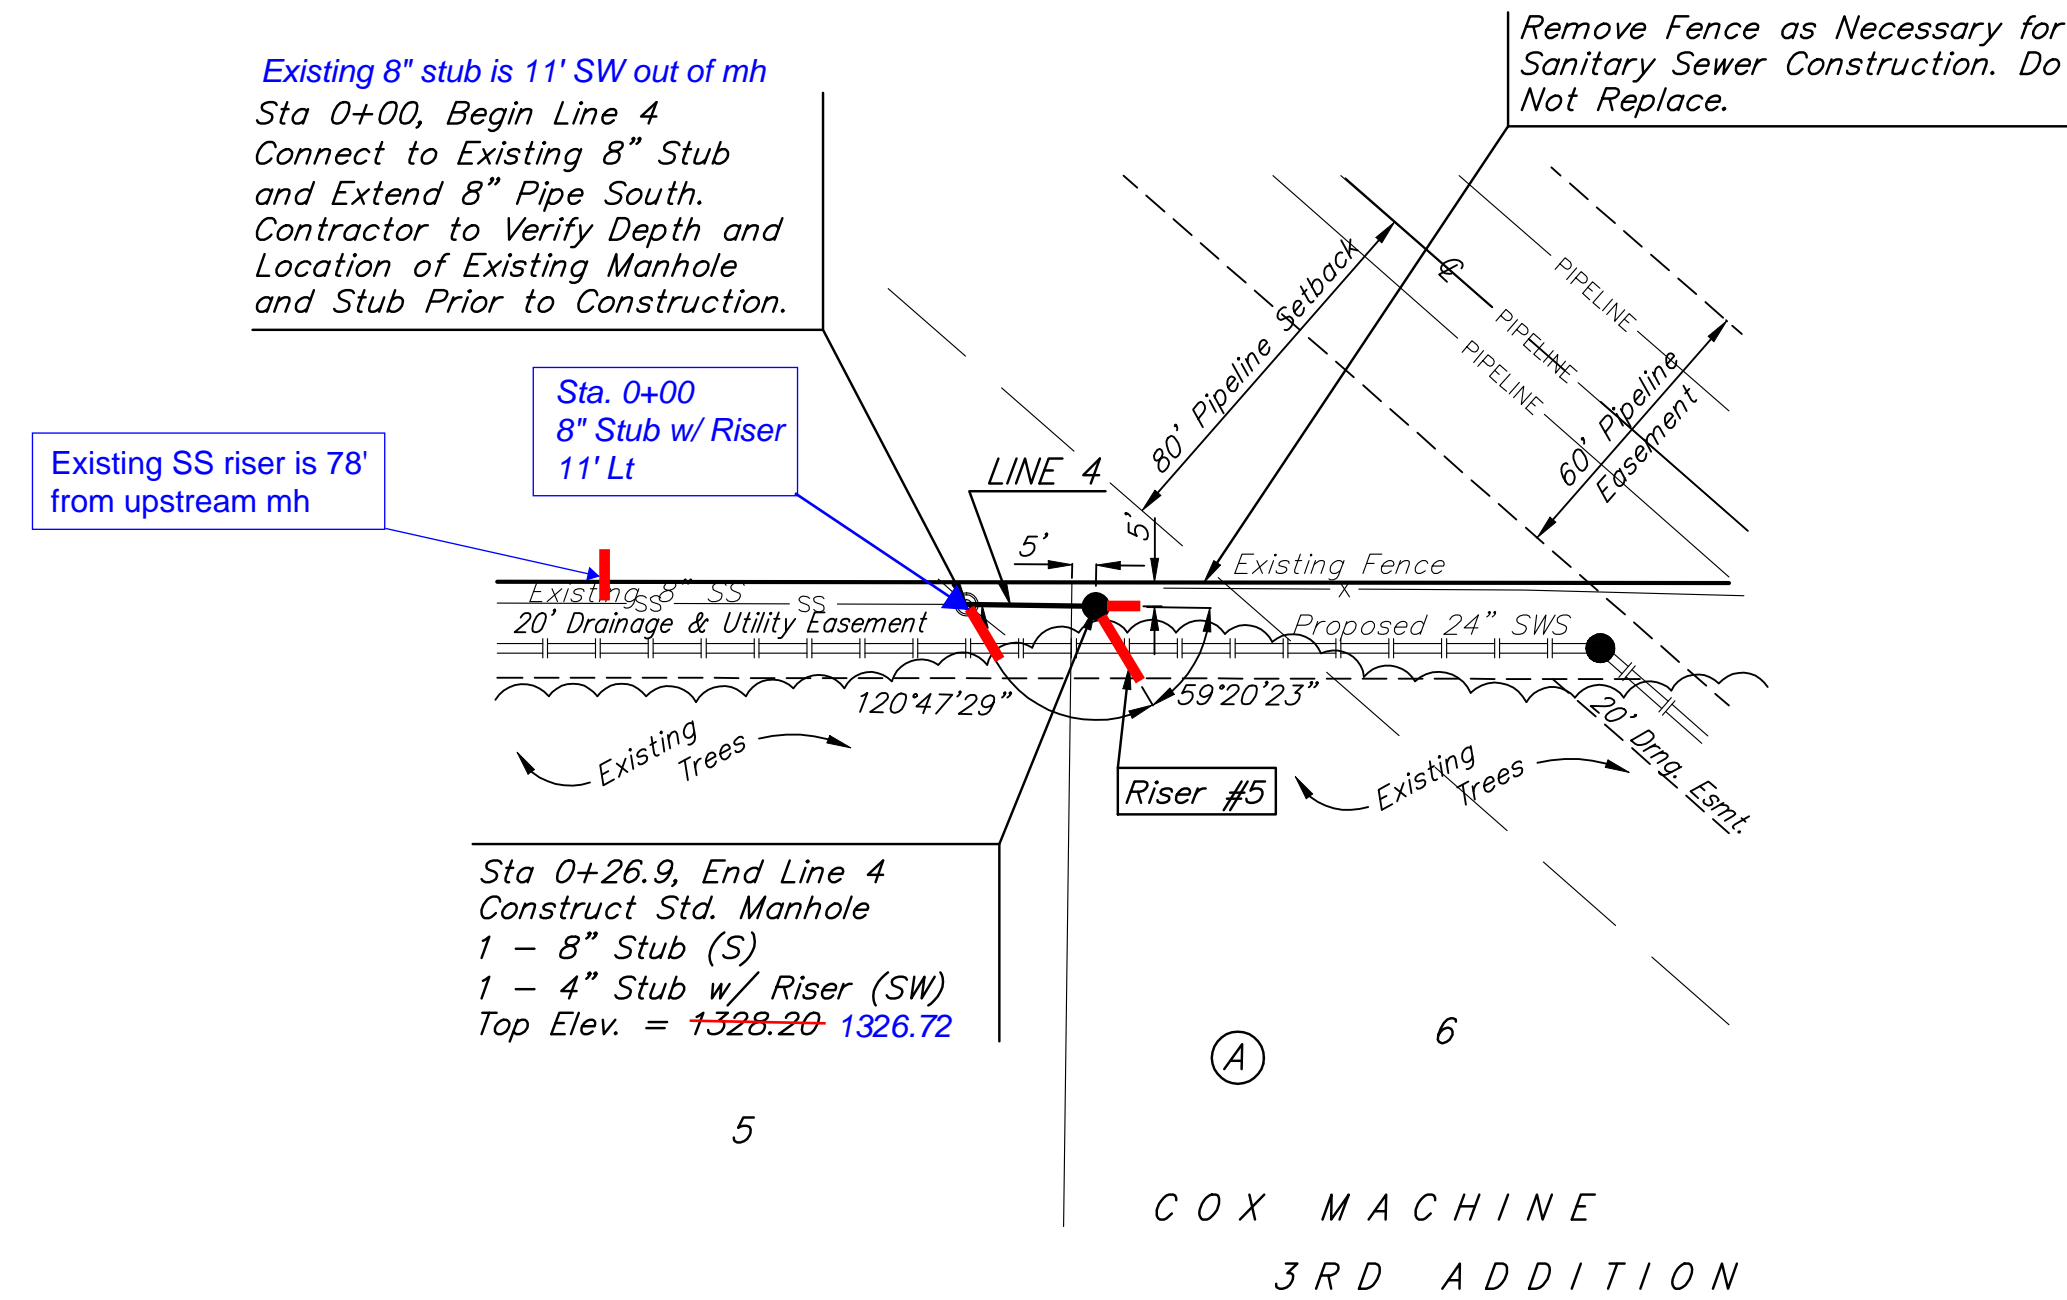 Existing 8" stub is 11' SW out of mh
Sta 0+00, Begin Line 4
Connect to Existing 8" Stub
and Extend 8" Pipe South.
Contractor to Verify Depth and
Location of Existing Manhole
and Stub Prior to Construction.
Remove Fence as Necessary for
Sanitary Sewer Construction. Do
Not Replace.
Sta. 0+00
8" Stub w/ Riser
11' Lt
Existing SS riser is 78'
from upstream mh
LINE 4
80' Pipeline Setback
℄
PIPELINE
PIPELINE
PIPELINE
60' Pipeline
Easement
5'
5'
Existing Fence
X
Existing 8" SS
SS
SS
20' Drainage & Utility Easement
Proposed 24" SWS
120°47'29"
59°20'23"
Existing
Trees
Riser #5
Existing
Trees
20' Drng. Esmt.
Sta 0+26.9, End Line 4
Construct Std. Manhole
1 - 8" Stub (S)
1 - 4" Stub w/ Riser (SW)
Top Elev. = 1328.20 1326.72
A
6
5
COX MACHINE
3RD ADDITION